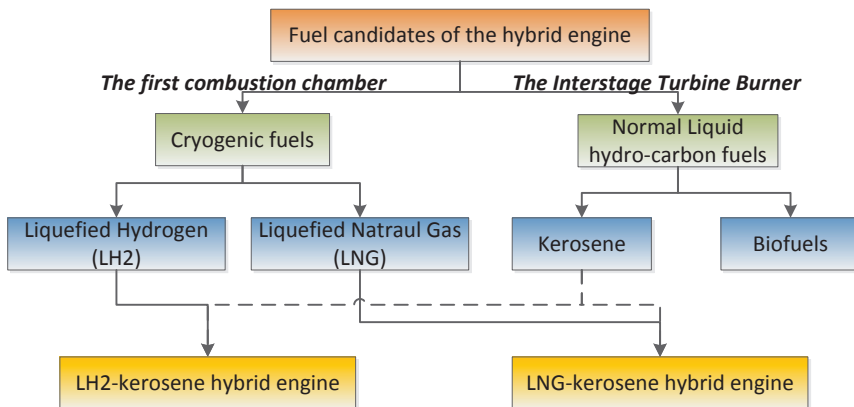 Fuel candidates of the hybrid engine
The first combustion chamber
The Interstage Turbine Burner
Cryogenic fuels
Normal Liquid
hydro-carbon fuels
Liquefied Hydrogen
(LH2)
Liquefied Natraul Gas
(LNG)
Kerosene
Biofuels
LH2-kerosene hybrid engine
LNG-kerosene hybrid engine